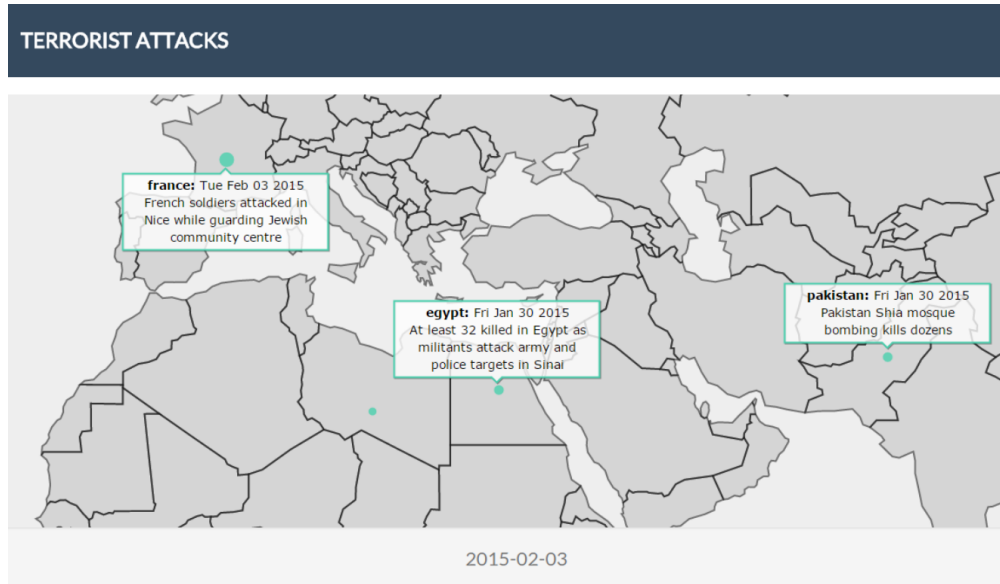 TERRORIST ATTACKS
france: Tue Feb 03 2015
French soldiers attacked in
Nice while guarding Jewish
community centre
egypt: Fri Jan 30 2015
At least 32 killed in Egypt as
militants attack army and
police targets in Sinai
pakistan: Fri Jan 30 2015
Pakistan Shia mosque
bombing kills dozens
2015-02-03